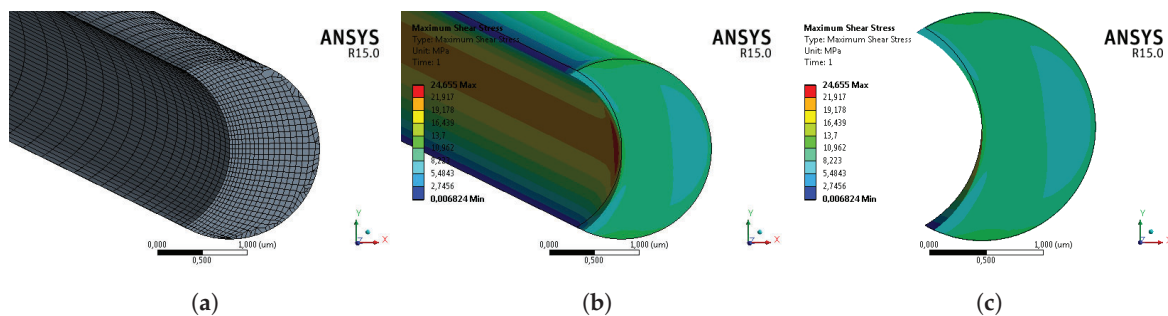 ANSYS
R15.0
Y
Z
X
0,000
1,000 (um)
0,500
(a)
Maximum Shear Stress
Type: Maximum Shear Stress
Unit: MPa
Time: 1
24,655 Max
21,917
19,178
16,439
13,7
10,962
8,223
5,4843
2,7456
0,006824 Min
ANSYS
R15.0
Y
Z
X
0,000
1,000 (um)
0,500
(b)
Maximum Shear Stress
Type: Maximum Shear Stress
Unit: MPa
Time: 1
24,655 Max
21,917
19,178
16,439
13,7
10,962
8,223
5,4843
2,7456
0,006824 Min
ANSYS
R15.0
Y
Z
0,000
1,000 (um)
0,500
(c)